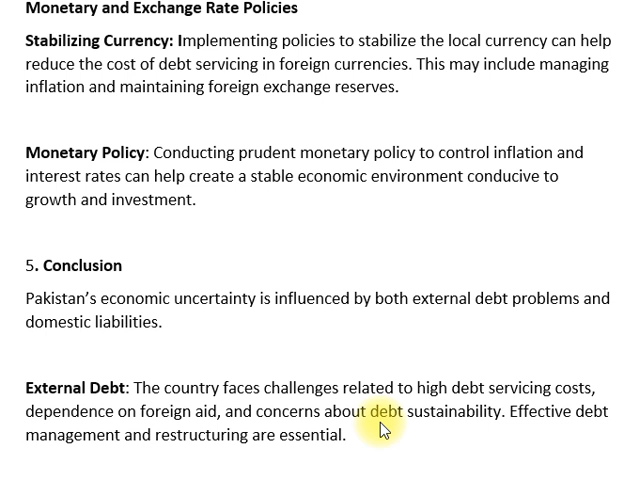 Monetary and Exchange Rate Policies
Stabilizing Currency: Implementing policies to stabilize the local currency can help
reduce the cost of debt servicing in foreign currencies. This may include managing
inflation and maintaining foreign exchange reserves.
Monetary Policy: Conducting prudent monetary policy to control inflation and
interest rates can help create a stable economic environment conducive to
growth and investment.
5. Conclusion
Pakistan’s economic uncertainty is influenced by both external debt problems and
domestic liabilities.
External Debt: The country faces challenges related to high debt servicing costs,
dependence on foreign aid, and concerns about debt sustainability. Effective debt
management and restructuring are essential.